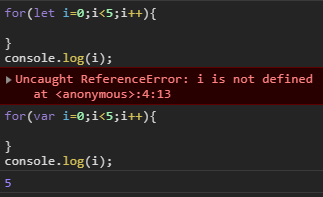 for(let i=0;i<5;i++){
}
console.log(i);
▶Uncaught ReferenceError: i is not defined
at <anonymous>:4:13
for(var i=0;i<5;i++){
}
console.log(i);
5